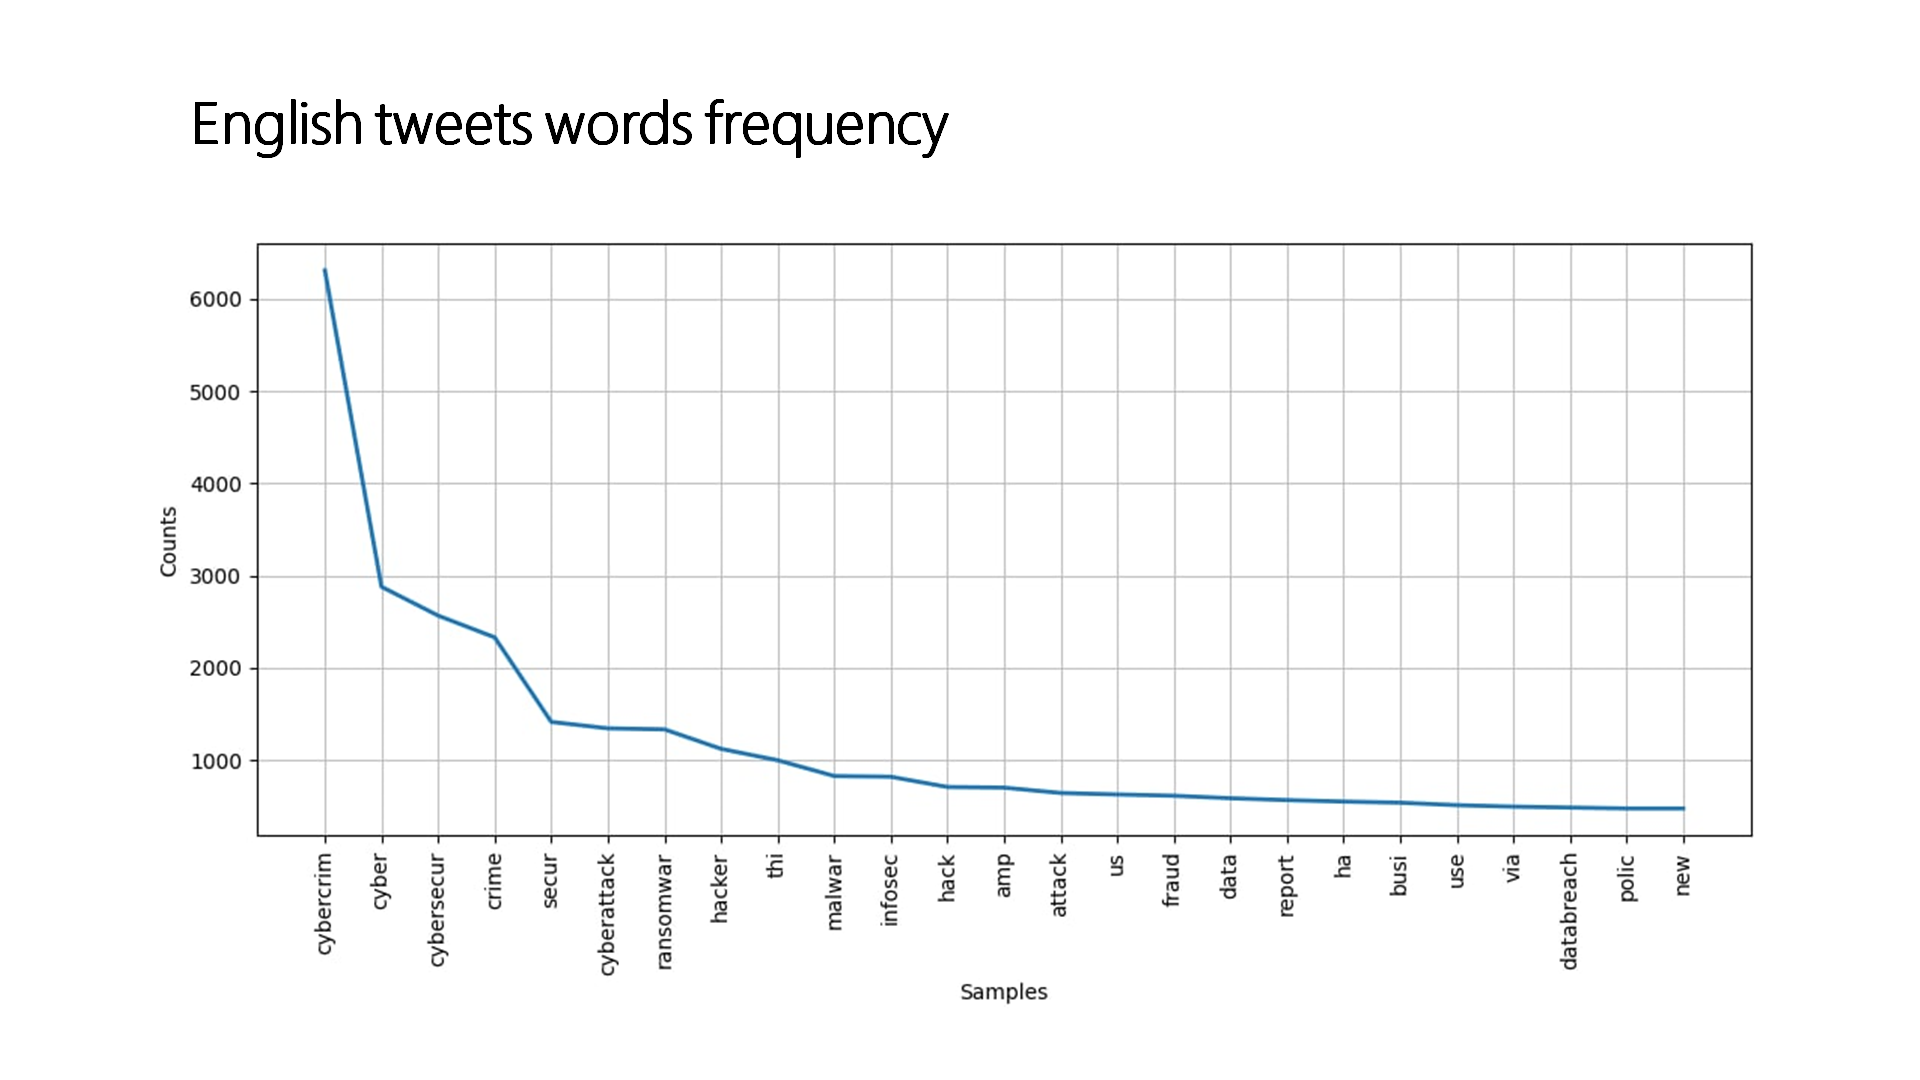 English tweets words frequency
6000
5000
4000
3000
2000
1000
Counts
cybercrim
cyber
cybersecur
crime
secur
cyberattack
ransomwar
hacker
thi
malwar
infosec
hack
amp
attack
us
fraud
data
report
ha
busi
use
via
databreach
polic
new
Samples